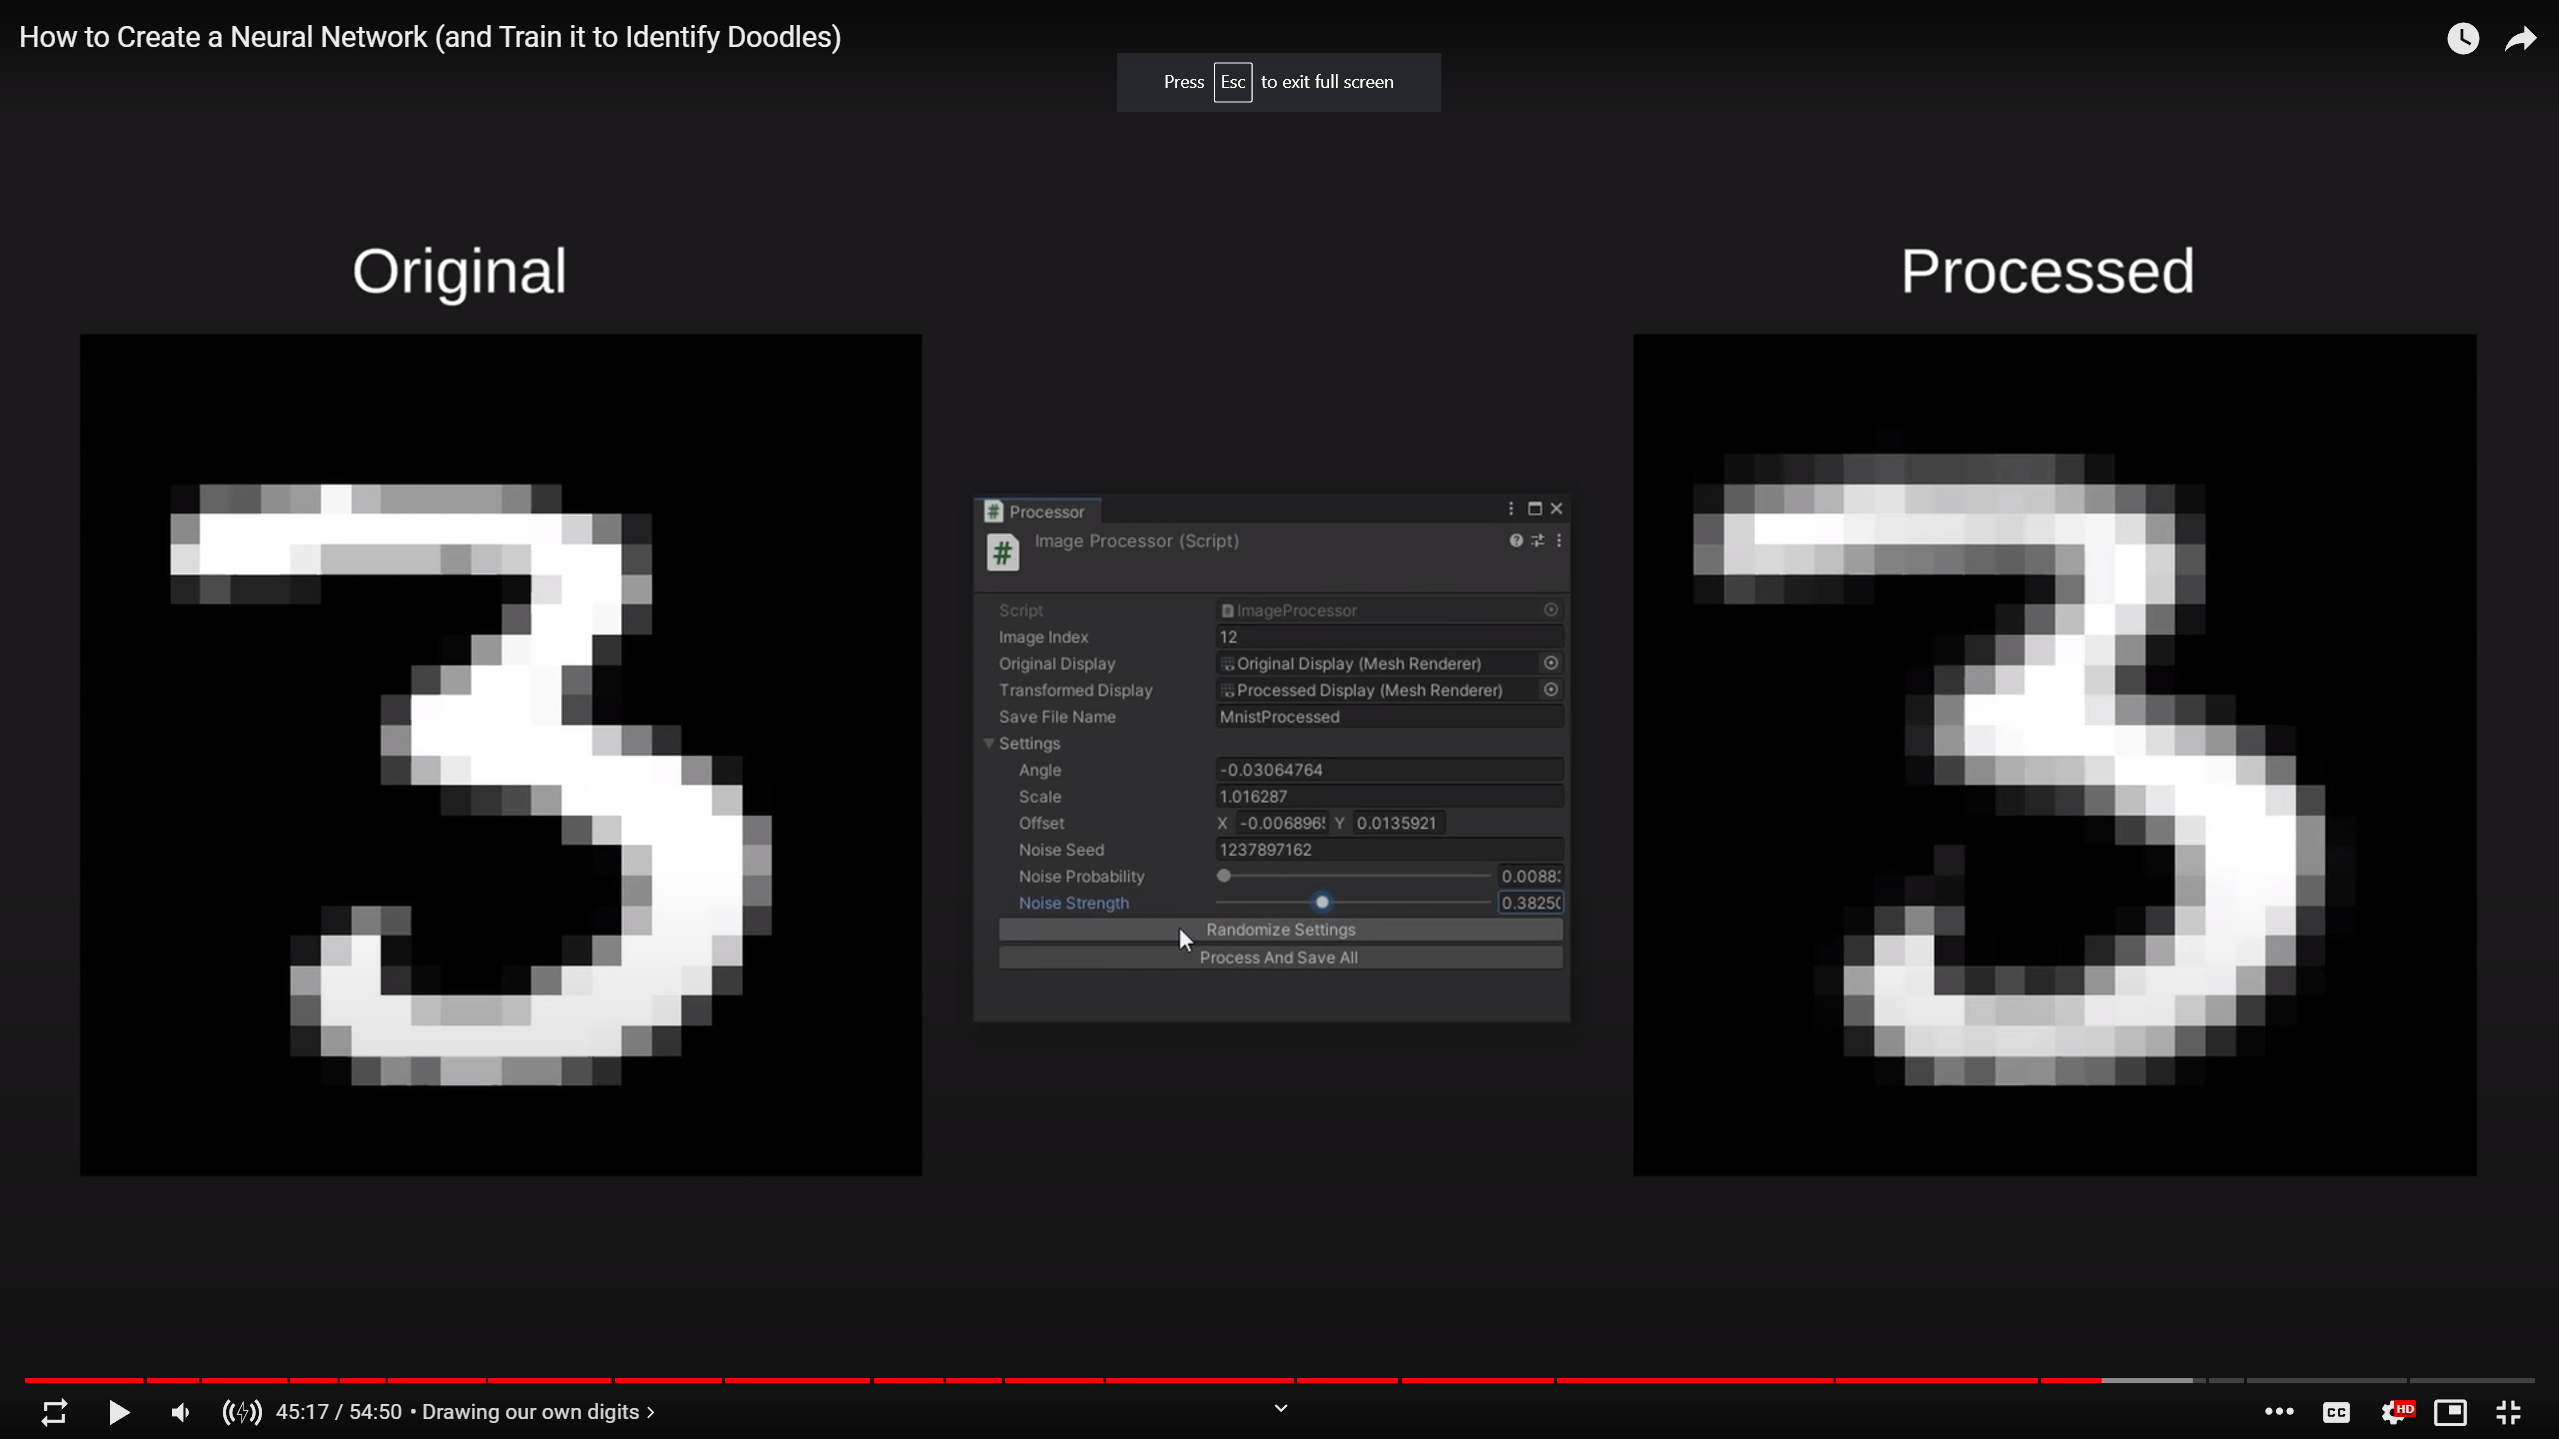 How to Create a Neural Network (and Train it to Identify Doodles)
Press Esc to exit full screen
Original
Processed
# Processor
# Image Processor (Script)
Script ImageProcessor
Image Index 12
Original Display Original Display (Mesh Renderer)
Transformed Display Processed Display (Mesh Renderer)
Save File Name MnistProcessed
Settings
Angle -0.03064764
Scale 1.016287
Offset X -0.006896 Y 0.0135921
Noise Seed 1237897162
Noise Probability 0.0088
Noise Strength 0.3825
Randomize Settings
Process And Save All
45:17 / 54:50 • Drawing our own digits
CC
HD